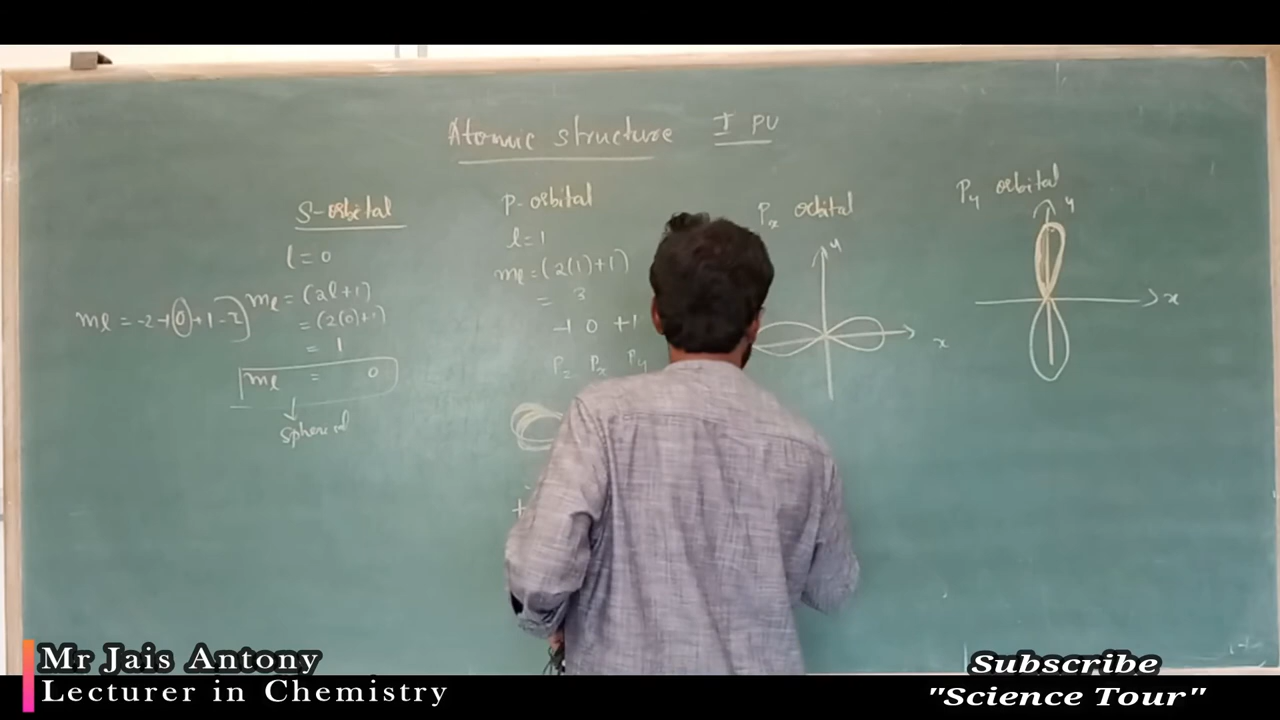 Atomic structure I PU
S-orbital
l = 0
ml = -2 -1 0 +1 -2
ml = (2l+1)
= (2(0)+1)
= 1
ml = 0
spherical
P-orbital
l = 1
ml = (2(1)+1)
= 3
-1 0 +1
Pz Px Py
+
Px orbital
y
x
Py orbital
y
x
Mr Jais Antony
Lecturer in Chemistry
Subscribe
"Science Tour"